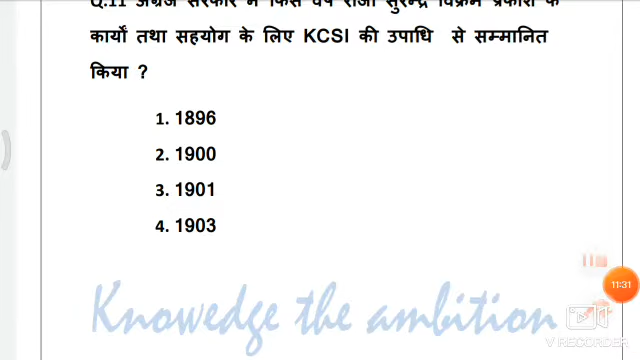 Q.11 अंग्रेज सरकार ने किस वर्ष राजा सुरेन्द्र विक्रम प्रकाश के
कार्यो तथा सहयोग के लिए KCSI की उपाधि से सम्मानित
किया ?
1. 1896
2. 1900
3. 1901
4. 1903
11:31
Knowedge the ambition
V RECORDER